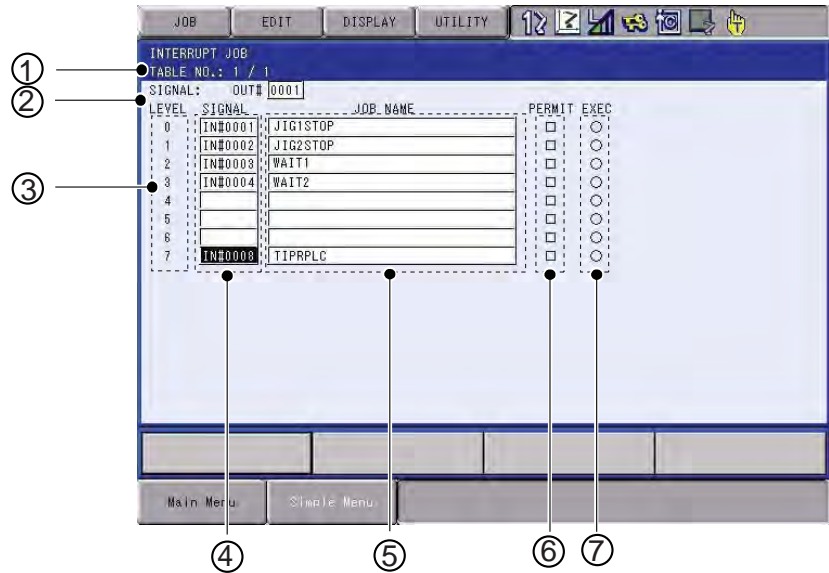 JOB EDIT DISPLAY UTILITY
INTERRUPT JOB
① TABLE NO.: 1 / 1
② SIGNAL: OUT# 0001
LEVEL SIGNAL JOB NAME PERMIT EXEC
0 IN#0001 JIG1STOP
1 IN#0002 JIG2STOP
2 IN#0003 WAIT1
③ 3 IN#0004 WAIT2
4
5
6
7 IN#0008 TIPRPLC
Main Menu Simple Menu
④ ⑤ ⑥ ⑦